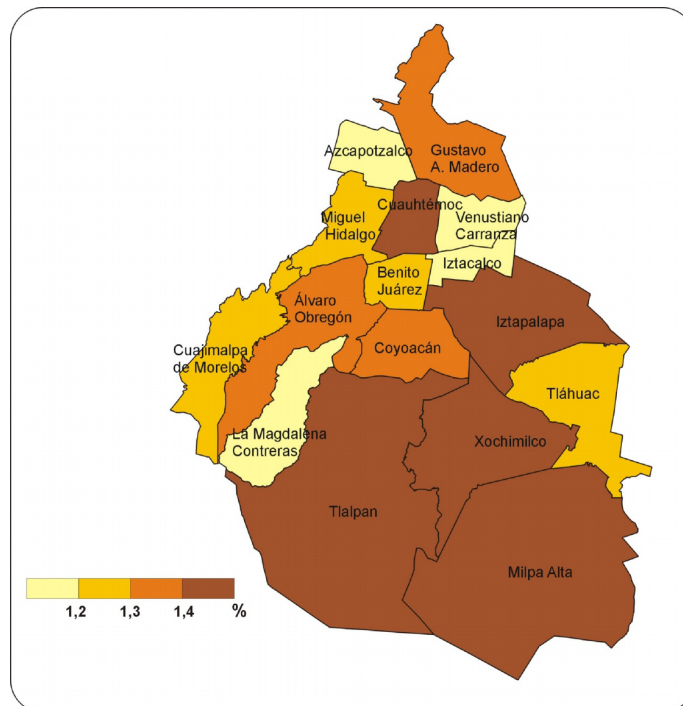 Azcapotzalco
Gustavo
A. Madero
Cuauhtémoc
Miguel
Hidalgo
Venustiano
Carranza
Iztacalco
Benito
Juárez
Álvaro
Obregón
Iztapalapa
Coyoacán
Cuajimalpa
de Morelos
Tláhuac
La Magdalena
Contreras
Xochimilco
Tlalpan
Milpa Alta
1,2 1,3 1,4 %